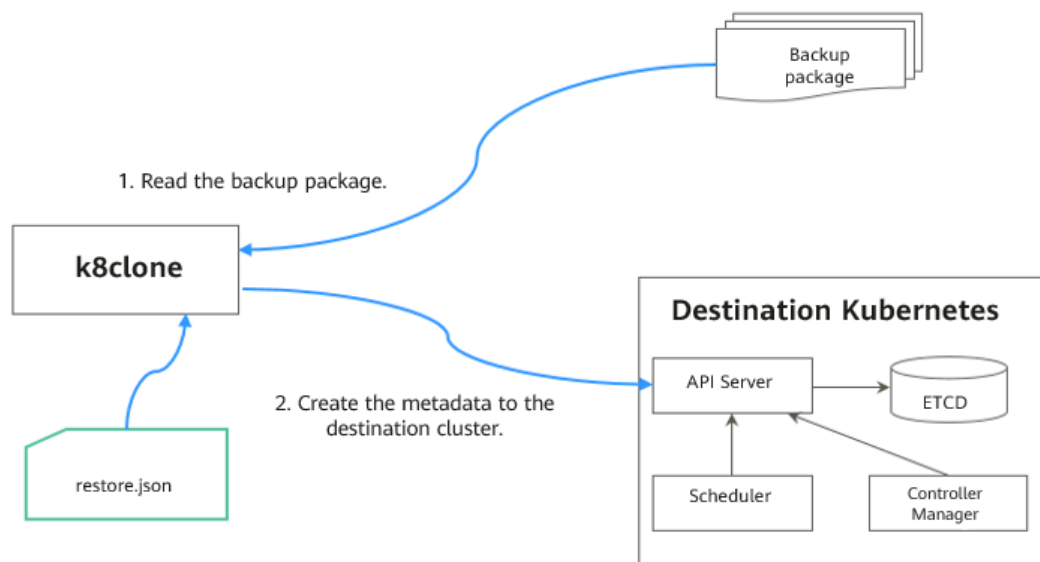 Backup
package
1. Read the backup package.
k8clone
Destination Kubernetes
API Server
ETCD
2. Create the metadata to the
destination cluster.
restore.json
Scheduler
Controller
Manager